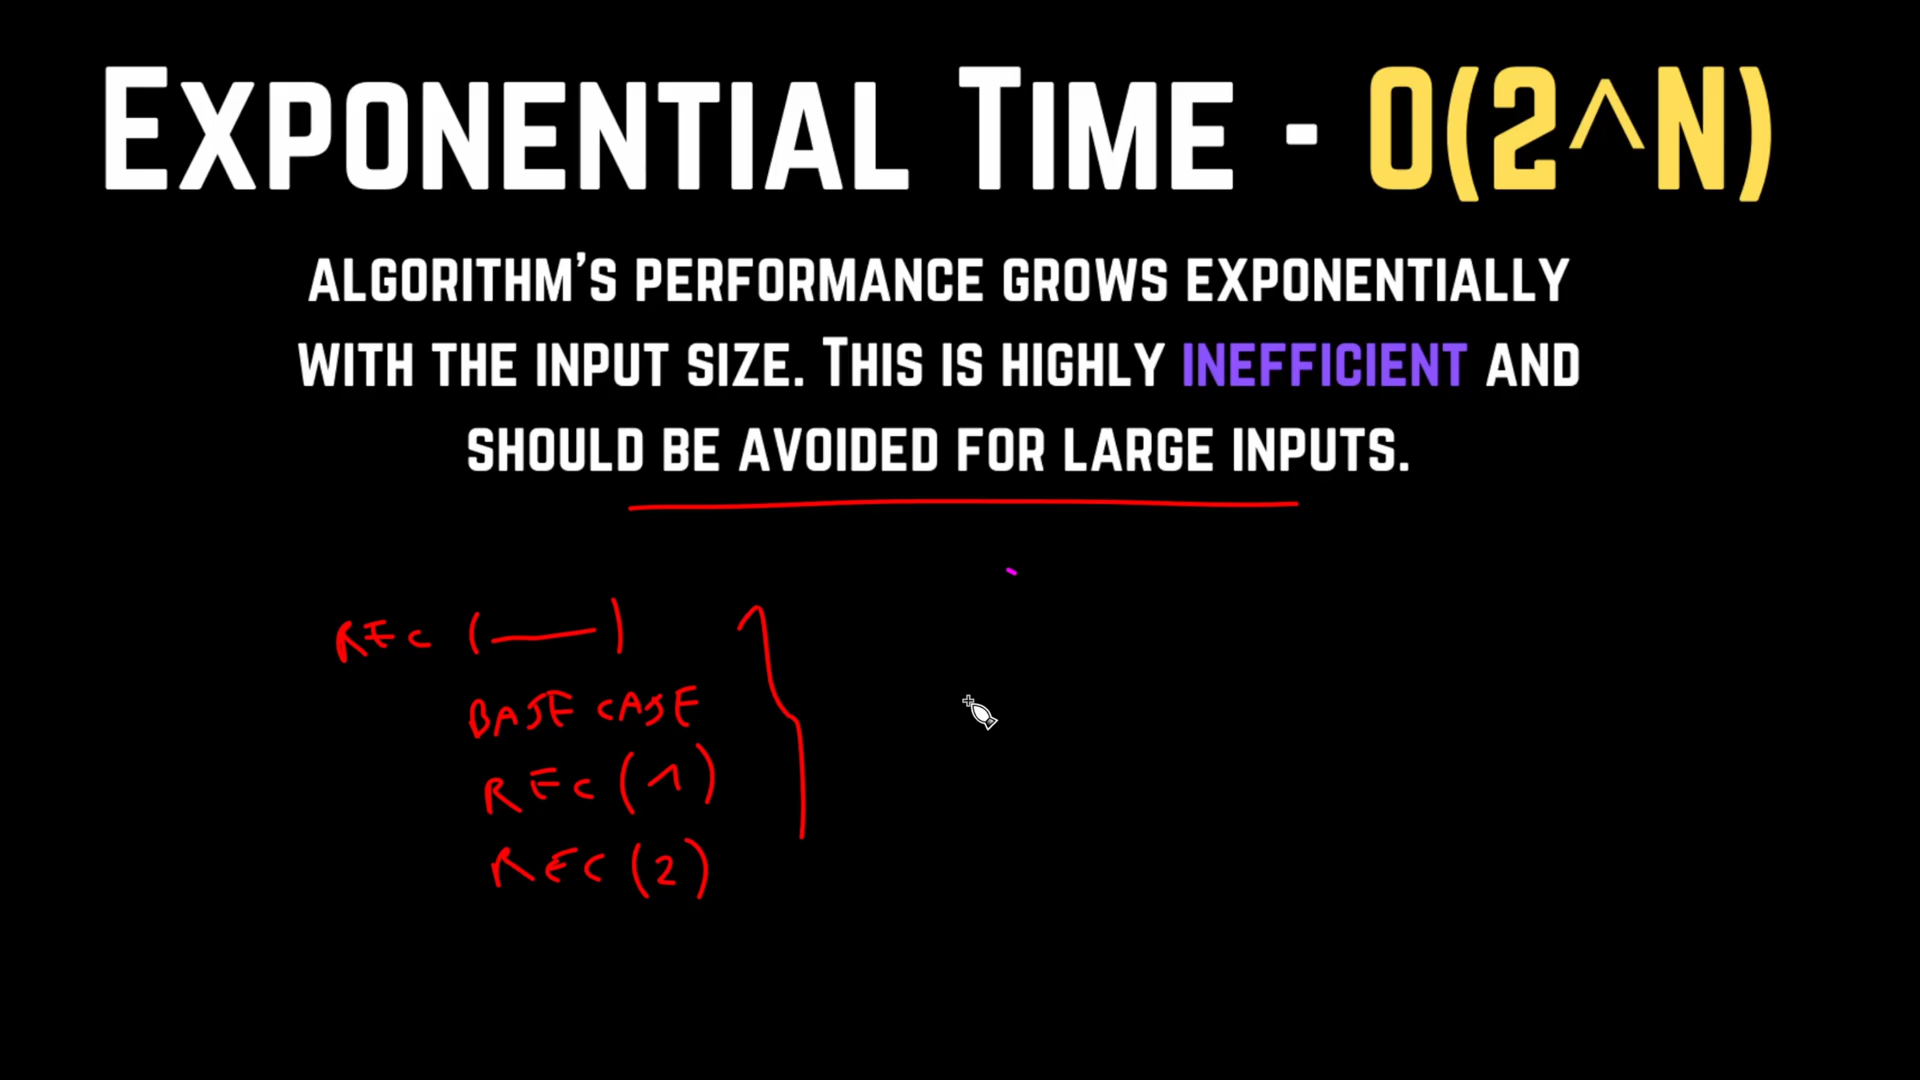 EXPONENTIAL TIME - O(2^N)
ALGORITHM'S PERFORMANCE GROWS EXPONENTIALLY
WITH THE INPUT SIZE. THIS IS HIGHLY INEFFICIENT AND
SHOULD BE AVOIDED FOR LARGE INPUTS.
REC (—)
BASE CASE
REC (1)
REC (2)